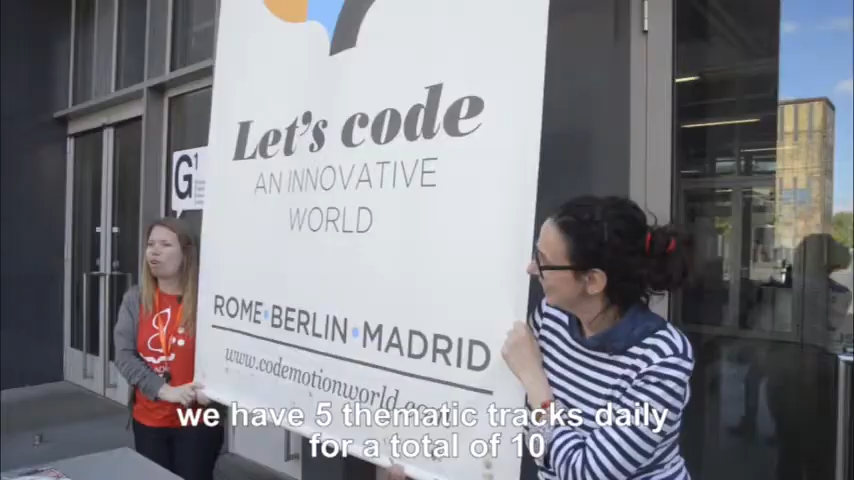 Let's code
AN INNOVATIVE
WORLD
G1
ROME•BERLIN•MADRID
www.codemotionworld.com
we have 5 thematic tracks daily
for a total of 10